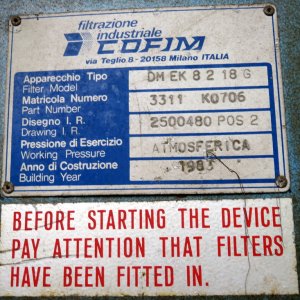 filtrazione
industriale
COFIM
via Teglio 8 - 20158 Milano ITALIA
Apparecchio Tipo DM EK 8 2 18 G
Filter Model
Matricola Numero 3311 K0706
Part Number
Disegno I. R. 2500480 POS 2
Drawing I. R.
Pressione di Esercizio ATMOSFERICA
Working Pressure
Anno di Costruzione 1983
Building Year
BEFORE STARTING THE DEVICE
PAY ATTENTION THAT FILTERS
HAVE BEEN FITTED IN.